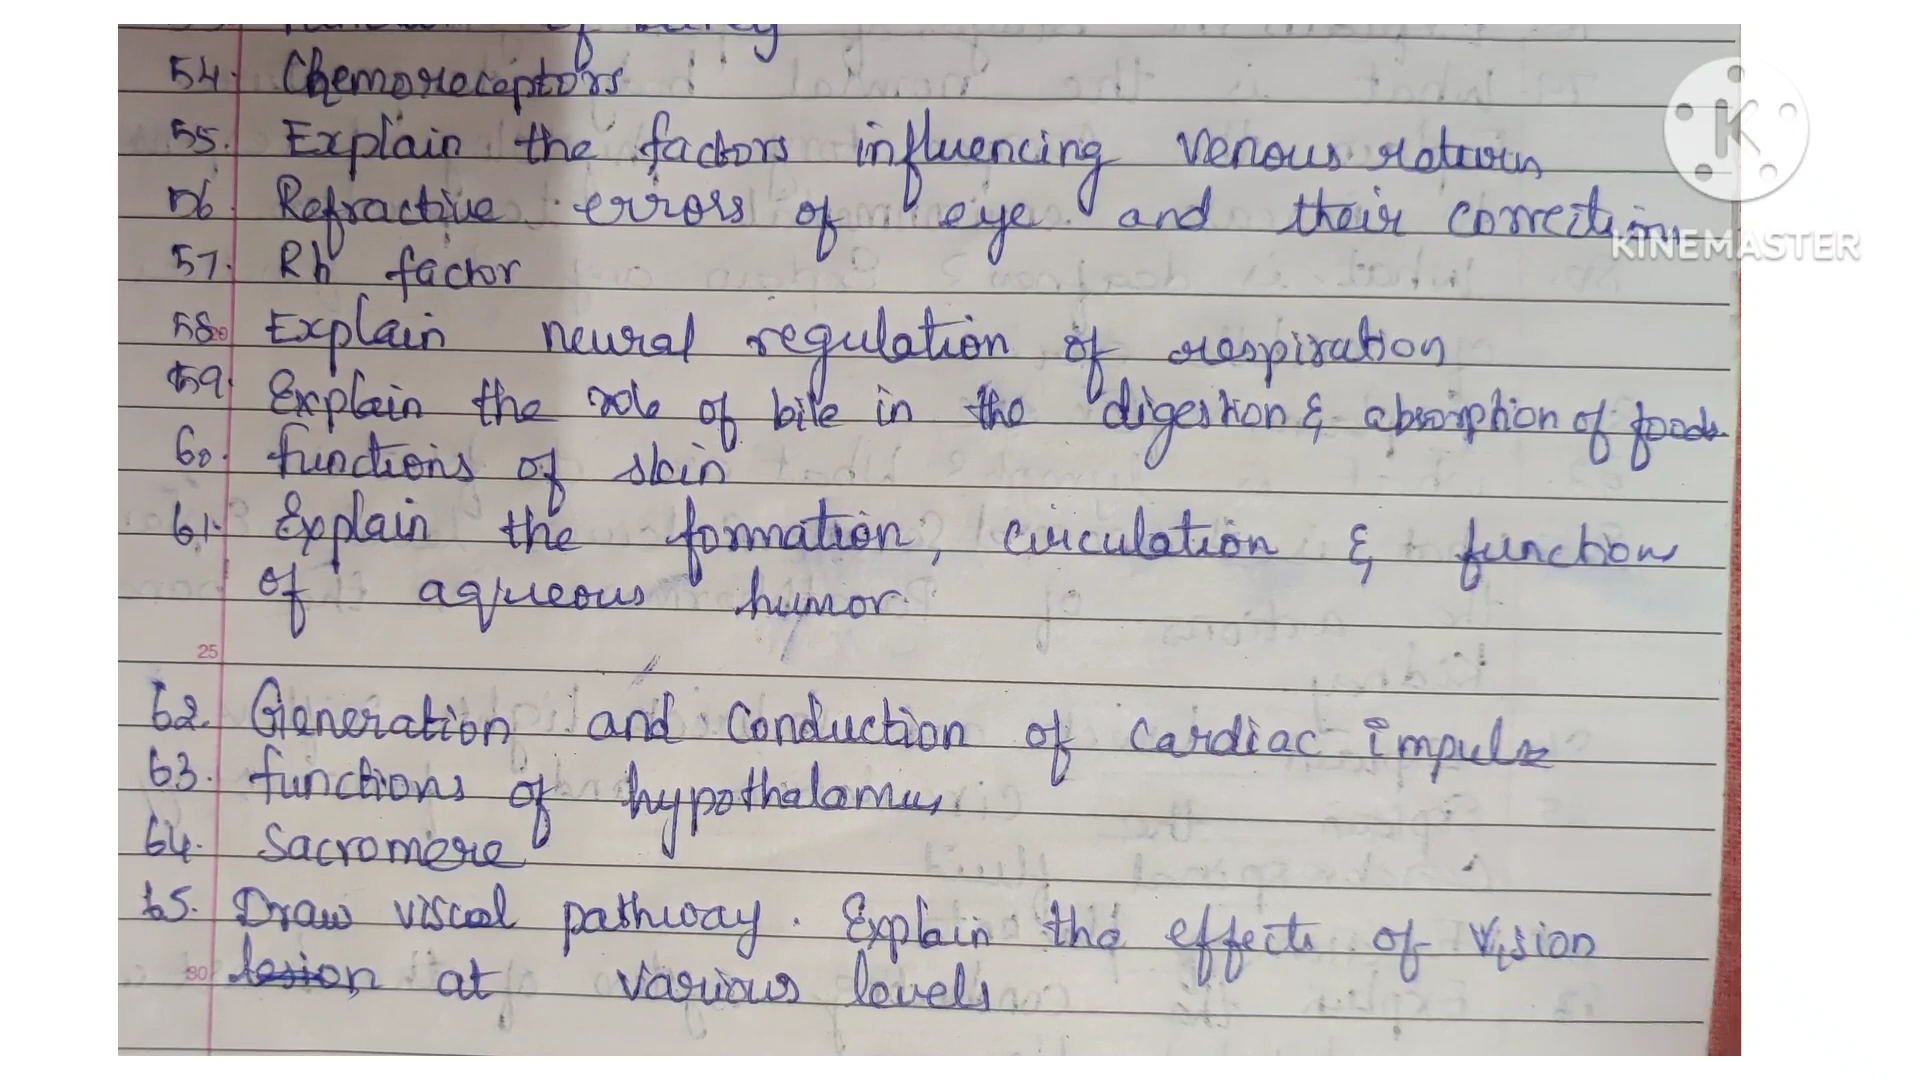 54. Chemoreceptors
55. Explain the factors influencing venous return
56. Refractive errors of eye and their corrections
57. Rh factor
58. Explain neural regulation of respiration
59. Explain the role of bile in the digestion & absorption of foods
60. functions of skin
61. Explain the formation, circulation & functions
of aqueous humor.
25
62. Generation and conduction of cardiac impulse
63. functions of hypothalamus
64. Sacromere
65. Draw visual pathway. Explain the effects of vision
30 lesion at various levels
K
KINEMASTER